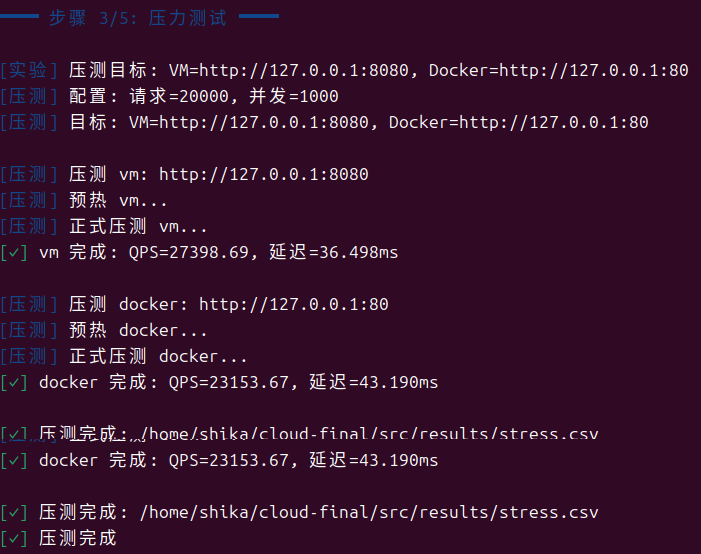 步骤 3/5: 压力测试
[实验] 压测目标: VM=http://127.0.0.1:8080, Docker=http://127.0.0.1:80
[压测] 配置: 请求=20000, 并发=1000
[压测] 目标: VM=http://127.0.0.1:8080, Docker=http://127.0.0.1:80
[压测] 压测 vm: http://127.0.0.1:8080
[压测] 预热 vm...
[压测] 正式压测 vm...
[✓] vm 完成: QPS=27398.69, 延迟=36.498ms
[压测] 压测 docker: http://127.0.0.1:80
[压测] 预热 docker...
[压测] 正式压测 docker...
[✓] docker 完成: QPS=23153.67, 延迟=43.190ms
[✓] 压测完成: /home/shika/cloud-final/src/results/stress.csv
[✓] docker 完成: QPS=23153.67, 延迟=43.190ms
[✓] 压测完成: /home/shika/cloud-final/src/results/stress.csv
[✓] 压测完成